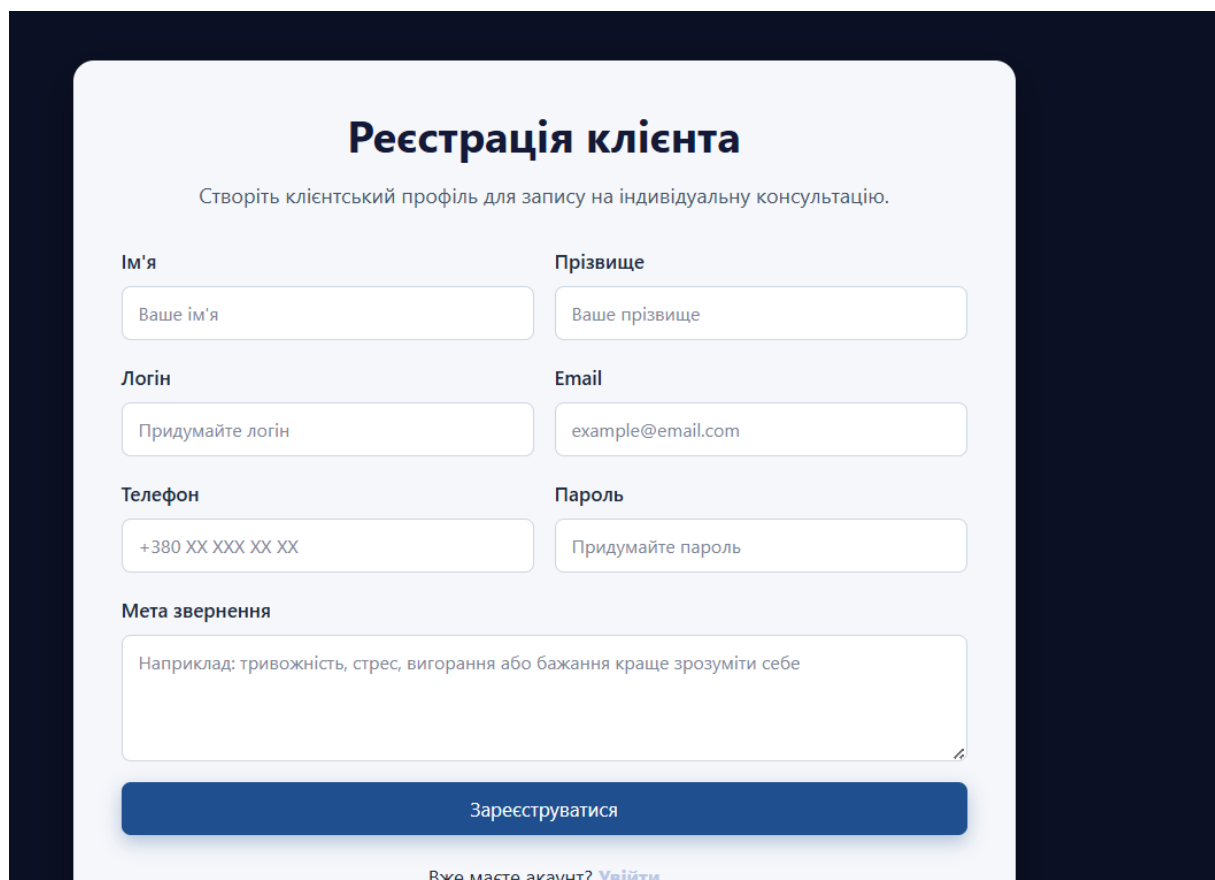 Реєстрація клієнта
Створіть клієнтський профіль для запису на індивідуальну консультацію.
Ім'я
Прізвище
Ваше ім'я
Ваше прізвище
Логін
Email
Придумайте логін
example@email.com
Телефон
Пароль
+380 XX XXX XX XX
Придумайте пароль
Мета звернення
Наприклад: тривожність, стрес, вигорання або бажання краще зрозуміти себе
Зареєструватися
Вже маєте акаунт? Увійти